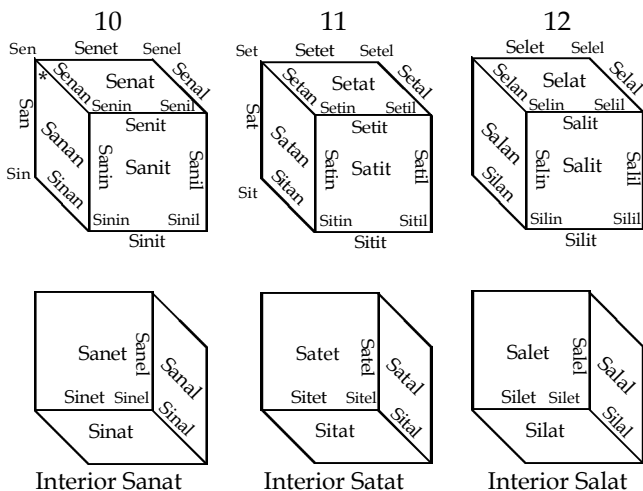 10 11 12
Sen Senet Senel
Set Setet Setel
Selet Selel
* Senan Senat Senal
Setan Setat Setal
Selan Selat Selal
San Senin Senil
Sat Setin Setil
Selin Selil
Senit
Setit
Salit
Sanan Sanin Sanit Sanil
Satan Satin Satit Satil
Salan Salin Salit Salil
Sin Sinan
Sit Sitan
Silan
Sinin Sinil
Sitin Sitil
Silin Silil
Sinit
Sitit
Silit
Sanet Sanel Sanal
Satet Satel Satal
Salet Salel Salal
Sinet Sinel Sinal
Sitet Sitel Sital
Silet Silet Silal
Sinat
Sitat
Silat
Interior Sanat Interior Satat Interior Salat